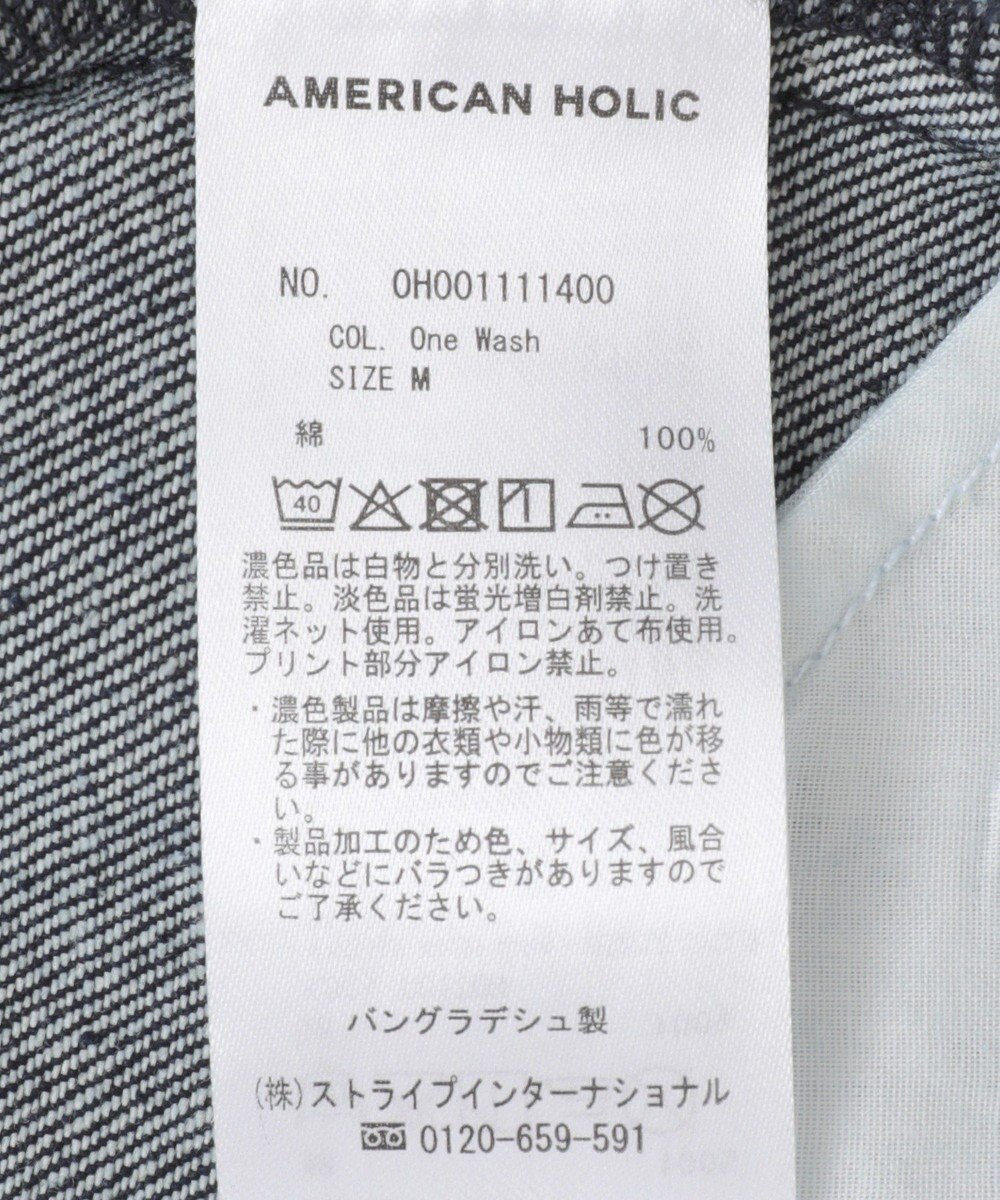 AMERICAN HOLIC
NO. 0H001111400
COL. One Wash
SIZE M
綿 100%
40
濃色品は白物と分別洗い。つけ置き
禁止。淡色品は蛍光増白剤禁止。洗
濯ネット使用。アイロンあて布使用。
プリント部分アイロン禁止。
・濃色製品は摩擦や汗、雨等で濡れ
た際に他の衣類や小物類に色が移
る事がありますのでご注意くださ
い。
・製品加工のため色、サイズ、風合
いなどにバラつきがありますので
ご了承ください。
バングラデシュ製
(株)ストライプインターナショナル
0120-659-591